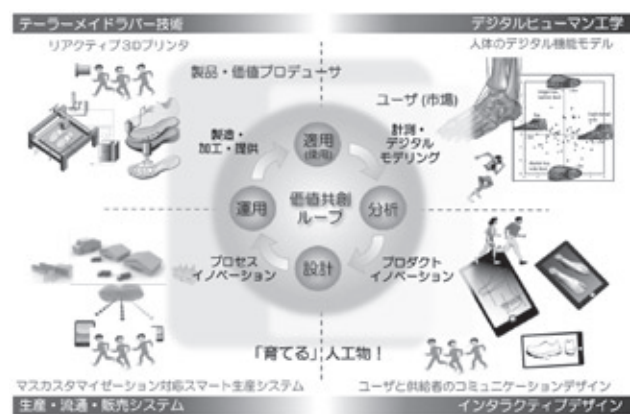 テーラーメイドラバー技術
デジタルヒューマン工学
リアクティブ3Dプリンタ
人体のデジタル機能モデル
製品・価値プロデューサ
ユーザ (市場)
製造・
加工・提供
適用
(使用)
計測・
デジタル
モデリング
運用
価値共創
ループ
分析
設計
プロセス
イノベーション
プロダクト
イノベーション
「育てる」人工物！
マスカスタマイゼーション対応スマート生産システム
ユーザと供給者のコミュニケーションデザイン
生産・流通・販売システム
インタラクティブデザイン